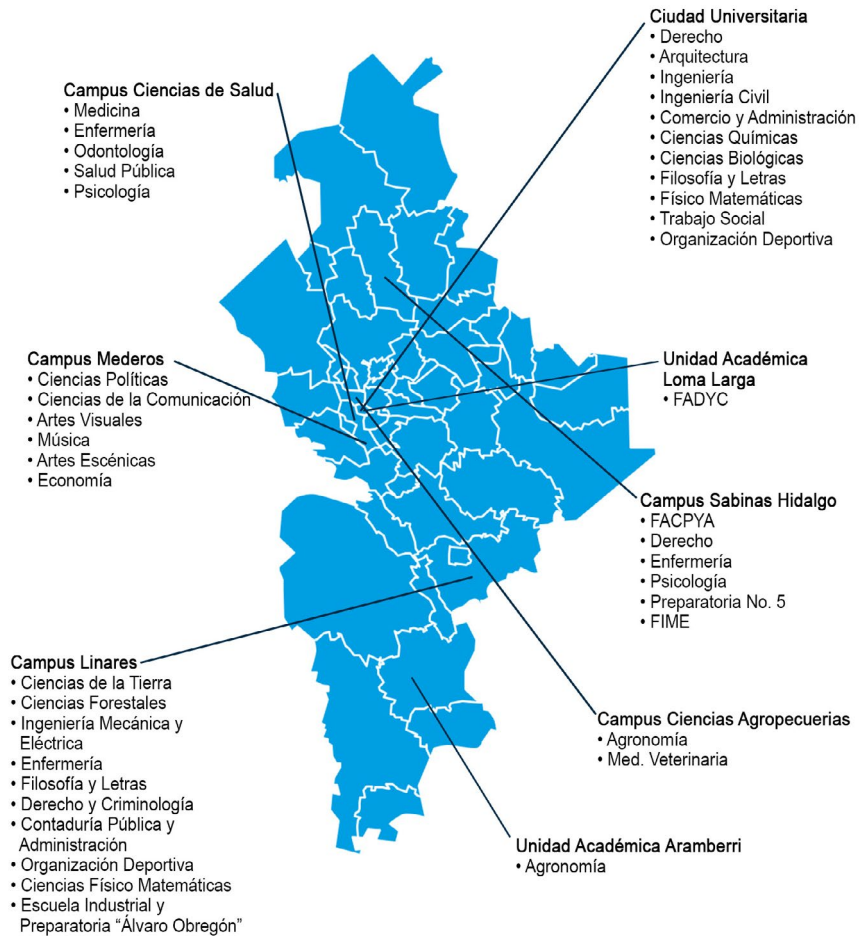 Ciudad Universitaria
• Derecho
• Arquitectura
• Ingeniería
• Ingeniería Civil
• Comercio y Administración
• Ciencias Químicas
• Ciencias Biológicas
• Filosofía y Letras
• Físico Matemáticas
• Trabajo Social
• Organización Deportiva
Campus Ciencias de Salud
• Medicina
• Enfermería
• Odontología
• Salud Pública
• Psicología
Campus Mederos
• Ciencias Políticas
• Ciencias de la Comunicación
• Artes Visuales
• Música
• Artes Escénicas
• Economía
Unidad Académica
Loma Larga
• FADYC
Campus Sabinas Hidalgo
• FACPYA
• Derecho
• Enfermería
• Psicología
• Preparatoria No. 5
• FIME
Campus Linares
• Ciencias de la Tierra
• Ciencias Forestales
• Ingeniería Mecánica y
Eléctrica
• Enfermería
• Filosofía y Letras
• Derecho y Criminología
• Contaduría Pública y
Administración
• Organización Deportiva
• Ciencias Físico Matemáticas
• Escuela Industrial y
Preparatoria “Álvaro Obregón”
Campus Ciencias Agropecuerias
• Agronomía
• Med. Veterinaria
Unidad Académica Aramberri
• Agronomía